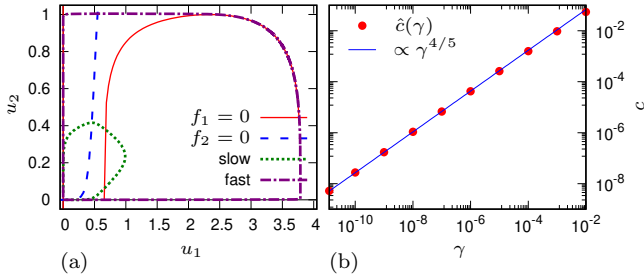 1
0.8
0.6
0.4
0.2
0
u₂
f₁ = 0
f₂ = 0
slow
fast
0 0.5 1 1.5 2 2.5 3 3.5 4
(a) u₁
ĉ(γ)
∝ γ^{4/5}
10⁻²
10⁻⁴
10⁻⁶
10⁻⁸
c
10⁻¹⁰ 10⁻⁸ 10⁻⁶ 10⁻⁴ 10⁻²
(b) γ